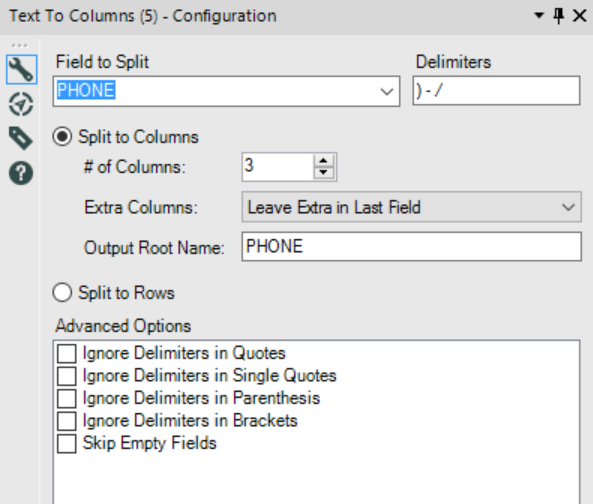 Text To Columns (5) - Configuration
Field to Split
Delimiters
PHONE
)-/
Split to Columns
# of Columns:
3
Extra Columns:
Leave Extra in Last Field
Output Root Name:
PHONE
Split to Rows
Advanced Options
Ignore Delimiters in Quotes
Ignore Delimiters in Single Quotes
Ignore Delimiters in Parenthesis
Ignore Delimiters in Brackets
Skip Empty Fields